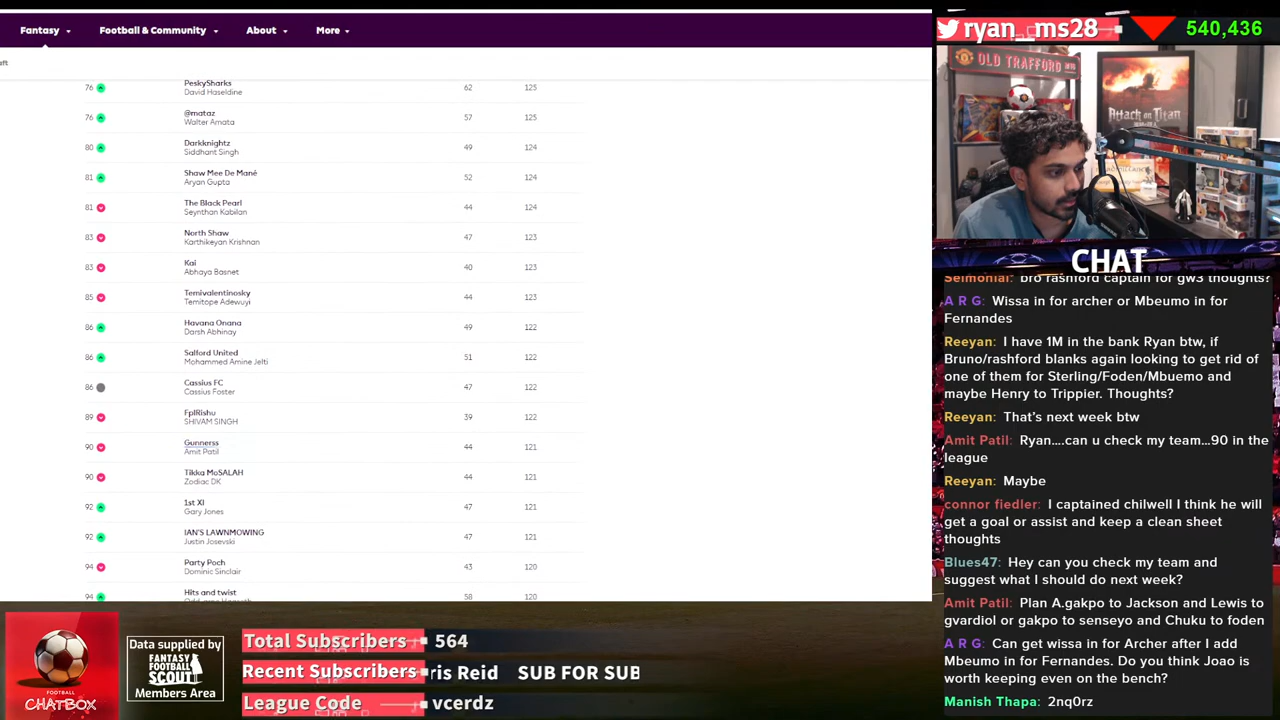 Fantasy
Football & Community
About
More
aft
76 PeskySharks 62 125
David Haseldine
76 @mataz 57 125
Walter Amata
80 Darkknightz 49 124
Siddhant Singh
81 Shaw Mee De Mané 52 124
Aryan Gupta
81 The Black Pearl 44 124
Seynthan Kabilan
83 North Shaw 47 123
Karthikeyan Krishnan
83 Kai 40 123
Abhaya Basnet
85 Temivalentinosky 44 123
Temitope Adewuyi
86 Havana Onana 49 122
Darsh Abhinay
86 Salford United 51 122
Mohammed Amine Jelti
86 Cassius FC 47 122
Cassius Foster
89 FplRishu 39 122
SHIVAM SINGH
90 Gunnerss 44 121
Amit Patil
90 Tikka MoSALAH 44 121
Zodiac DK
92 1st XI 47 121
Gary Jones
92 IAN'S LAWNMOWING 47 121
Justin Josevski
94 Party Poch 43 120
Dominic Sinclair
94 Hits and twist 58 120
ryan_ms28 540,436
OLD TRAFFORD
Attack on Titan
CHAT
Selmonial: bro rashford captain for gw3 thoughts?
A R G: Wissa in for archer or Mbeumo in for
Fernandes
Reeyan: I have 1M in the bank Ryan btw, if
Bruno/rashford blanks again looking to get rid of
one of them for Sterling/Foden/Mbuemo and
maybe Henry to Trippier. Thoughts?
Reeyan: That's next week btw
Amit Patil: Ryan....can u check my team...90 in the
league
Reeyan: Maybe
connor fiedler: I captained chilwell I think he will
get a goal or assist and keep a clean sheet
thoughts
Blues47: Hey can you check my team and
suggest what I should do next week?
Amit Patil: Plan A.gakpo to Jackson and Lewis to
gvardiol or gakpo to senseyo and Chuku to foden
A R G: Can get wissa in for Archer after I add
Mbeumo in for Fernandes. Do you think Joao is
worth keeping even on the bench?
Manish Thapa: 2nq0rz
FOOTBALL
CHATBOX
Data supplied by
FANTASY
FOOTBALL
SCOUT
Members Area
Total Subscribers 564
Recent Subscribers ris Reid SUB FOR SUB
League Code vcerdz